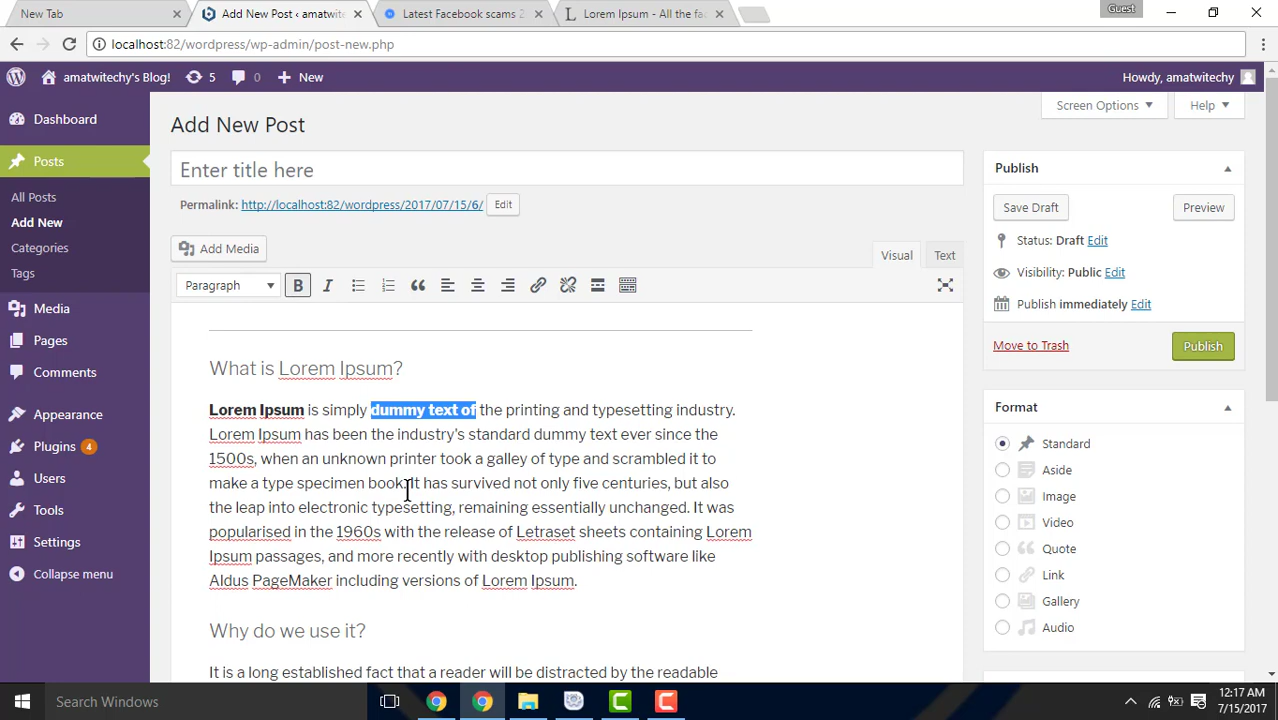 New Tab
Add New Post ‹ amatwitech
Latest Facebook scams 2
Lorem Ipsum - All the fac
Guest
localhost:82/wordpress/wp-admin/post-new.php
amatwitechy's Blog!
5
0
New
Howdy, amatwitechy
Dashboard
Posts
All Posts
Add New
Categories
Tags
Media
Pages
Comments
Appearance
Plugins 4
Users
Tools
Settings
Collapse menu
Screen Options
Help
Add New Post
Enter title here
Permalink: http://localhost:82/wordpress/2017/07/15/6/
Edit
Add Media
Visual
Text
Paragraph
B
I
What is Lorem Ipsum?
Lorem Ipsum is simply dummy text of the printing and typesetting industry.
Lorem Ipsum has been the industry's standard dummy text ever since the
1500s, when an unknown printer took a galley of type and scrambled it to
make a type specimen book. It has survived not only five centuries, but also
the leap into electronic typesetting, remaining essentially unchanged. It was
popularised in the 1960s with the release of Letraset sheets containing Lorem
Ipsum passages, and more recently with desktop publishing software like
Aldus PageMaker including versions of Lorem Ipsum.
Why do we use it?
It is a long established fact that a reader will be distracted by the readable
Publish
Save Draft
Preview
Status: Draft Edit
Visibility: Public Edit
Publish immediately Edit
Move to Trash
Publish
Format
Standard
Aside
Image
Video
Quote
Link
Gallery
Audio
Search Windows
12:17 AM
7/15/2017